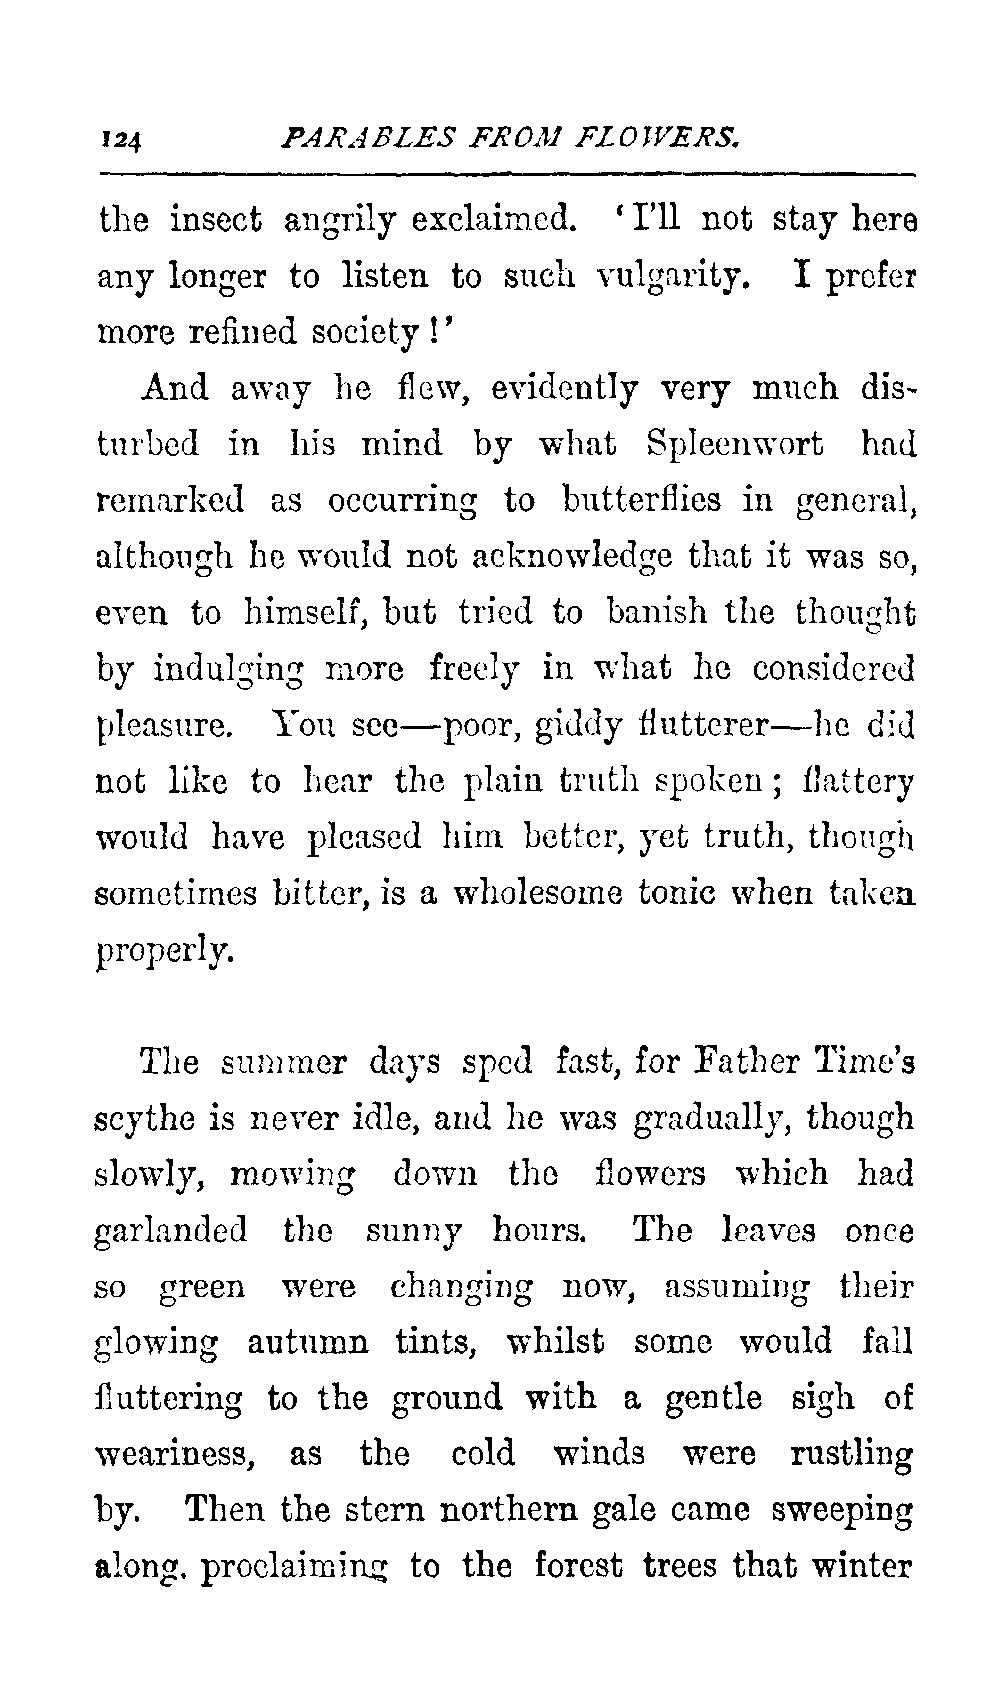 124 PARABLES FROM FLOWERS.
the insect angrily exclaimed. ‘I’ll not stay here
any longer to listen to such vulgarity. I prefer
more refined society!’
And away he flew, evidently very much dis-
turbed in his mind by what Spleenwort had
remarked as occurring to butterflies in general,
although he would not acknowledge that it was so,
even to himself, but tried to banish the thought
by indulging more freely in what he considered
pleasure. You see—poor, giddy flutterer—he did
not like to hear the plain truth spoken; flattery
would have pleased him better, yet truth, though
sometimes bitter, is a wholesome tonic when taken
properly.
The summer days sped fast, for Father Time’s
scythe is never idle, and he was gradually, though
slowly, mowing down the flowers which had
garlanded the sunny hours. The leaves once
so green were changing now, assuming their
glowing autumn tints, whilst some would fall
fluttering to the ground with a gentle sigh of
weariness, as the cold winds were rustling
by. Then the stern northern gale came sweeping
along, proclaiming to the forest trees that winter